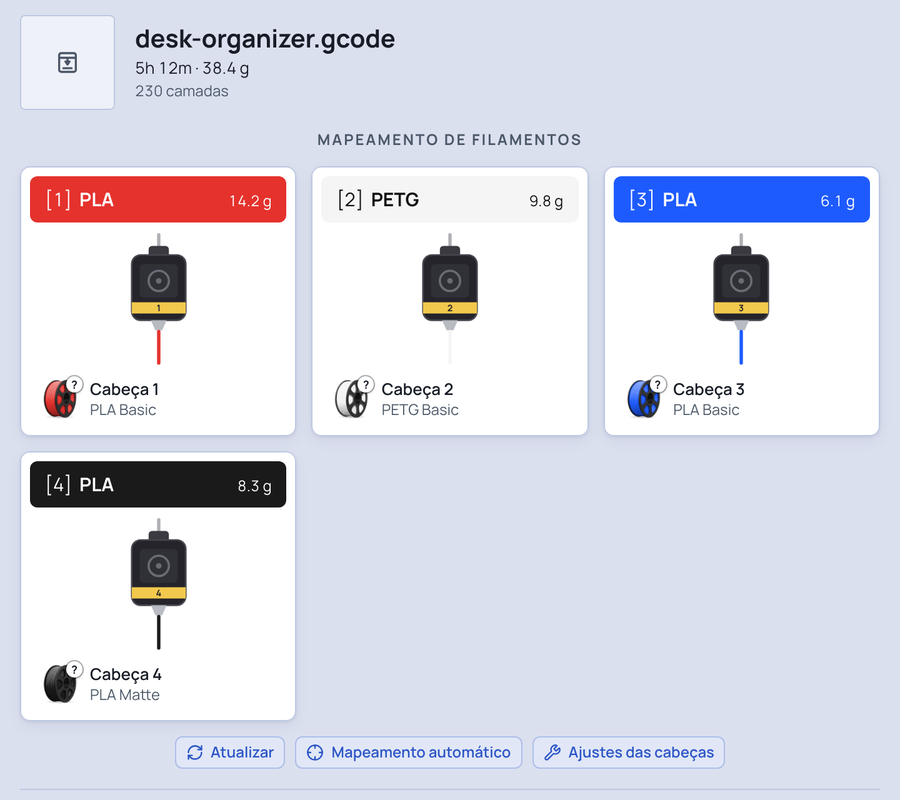 desk-organizer.gcode
5h 12m · 38.4 g
230 camadas
MAPEAMENTO DE FILAMENTOS
[1] PLA 14.2 g
1
?
Cabeça 1
PLA Basic
[2] PETG 9.8 g
2
?
Cabeça 2
PETG Basic
[3] PLA 6.1 g
3
?
Cabeça 3
PLA Basic
[4] PLA 8.3 g
4
?
Cabeça 4
PLA Matte
Atualizar
Mapeamento automático
Ajustes das cabeças